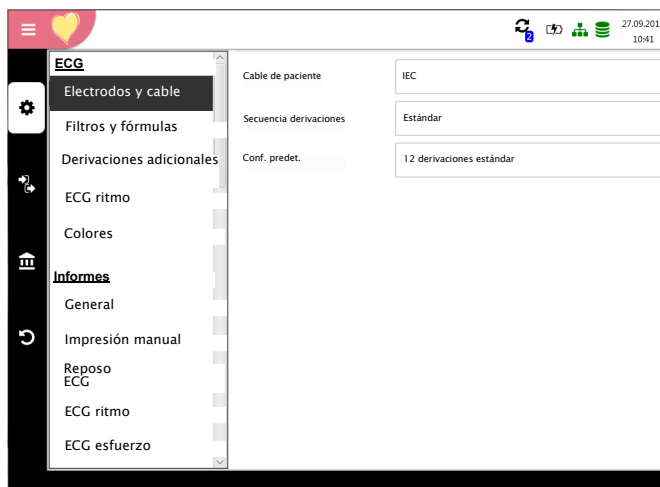 27.09.201
2
10:41
ECG
Electrodos y cable
Filtros y fórmulas
Derivaciones adicionales
ECG ritmo
Colores
Informes
General
Impresión manual
Reposo
ECG
ECG ritmo
ECG esfuerzo
Cable de paciente
IEC
Secuencia derivaciones
Estándar
Conf. predet.
12 derivaciones estándar